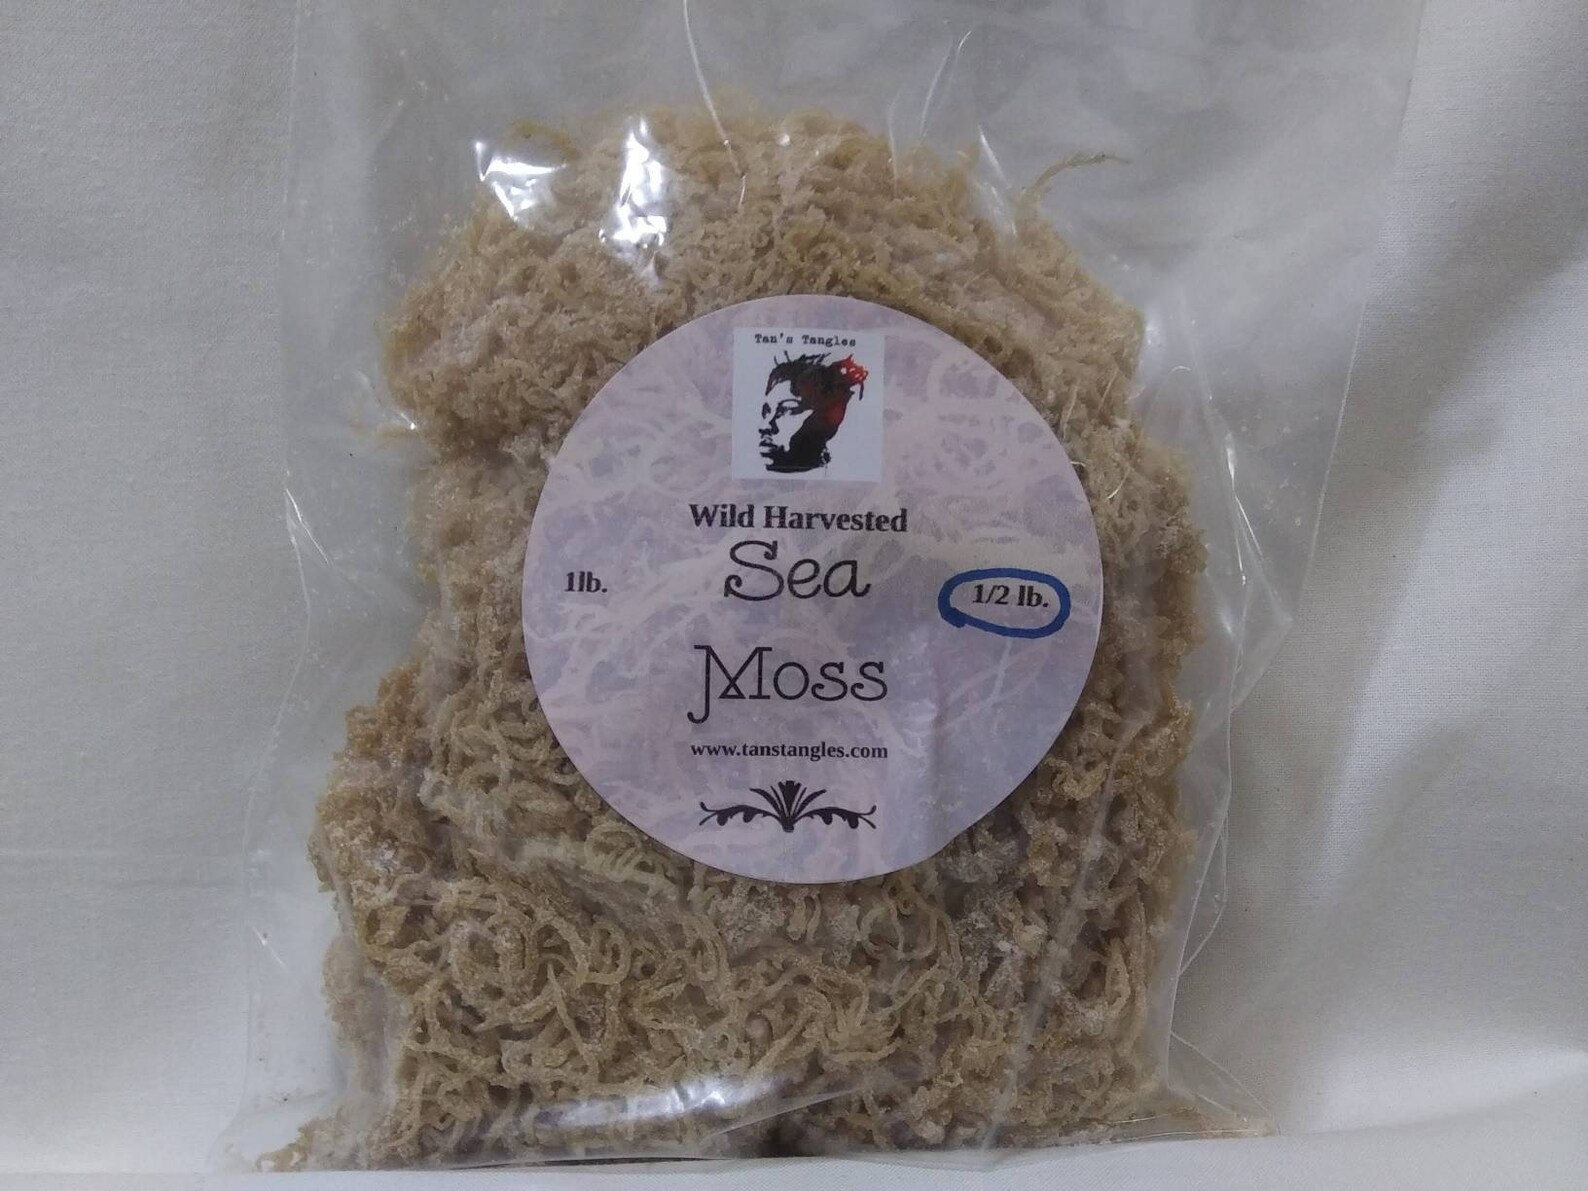 Tan's Tangles
Wild Harvested
Sea
1lb.
1/2 lb.
Moss
www.tanstangles.com